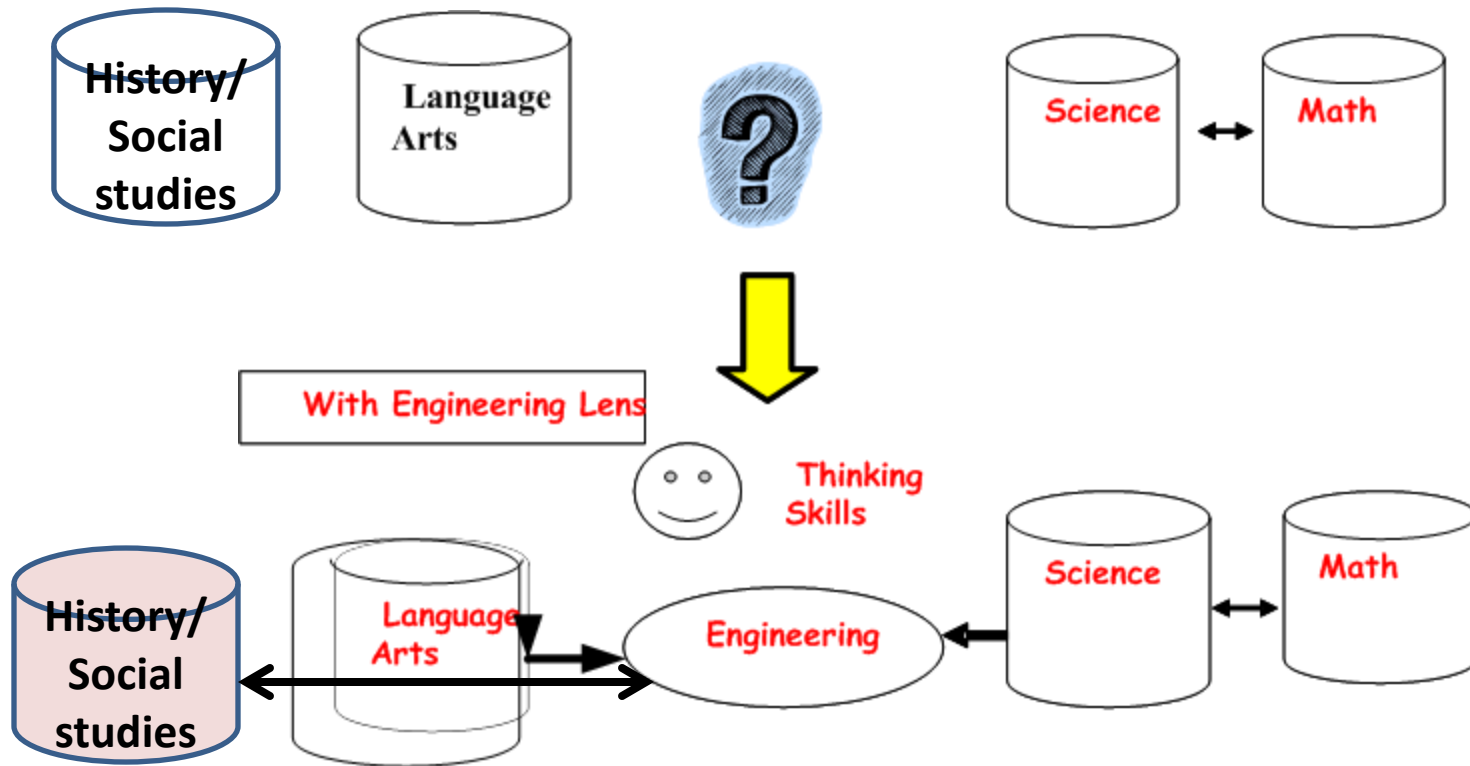 History/
Social
studies
Language
Arts
?
Science
Math
With Engineering Lens
Thinking
Skills
History/
Social
studies
Language
Arts
Engineering
Science
Math